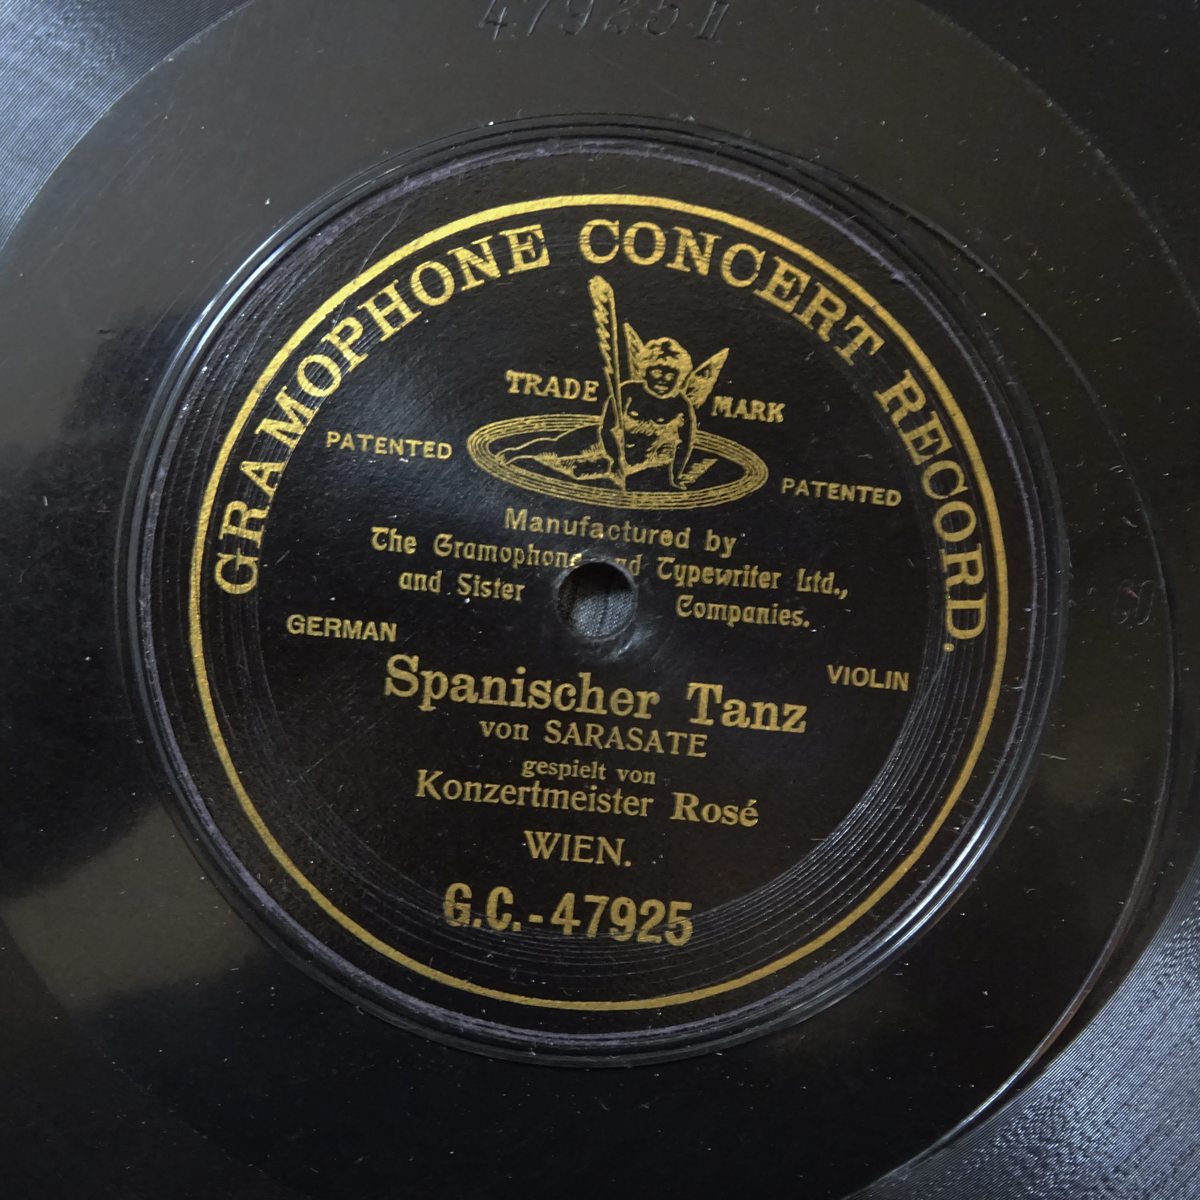 47925 II
GRAMOPHONE CONCERT RECORD.
TRADE MARK
PATENTED
PATENTED
Manufactured by
The Gramophone and Typewriter Ltd.,
and Sister Companies.
GERMAN
VIOLIN
Spanischer Tanz
von SARASATE
gespielt von
Konzertmeister Rosé
WIEN.
G.C.-47925